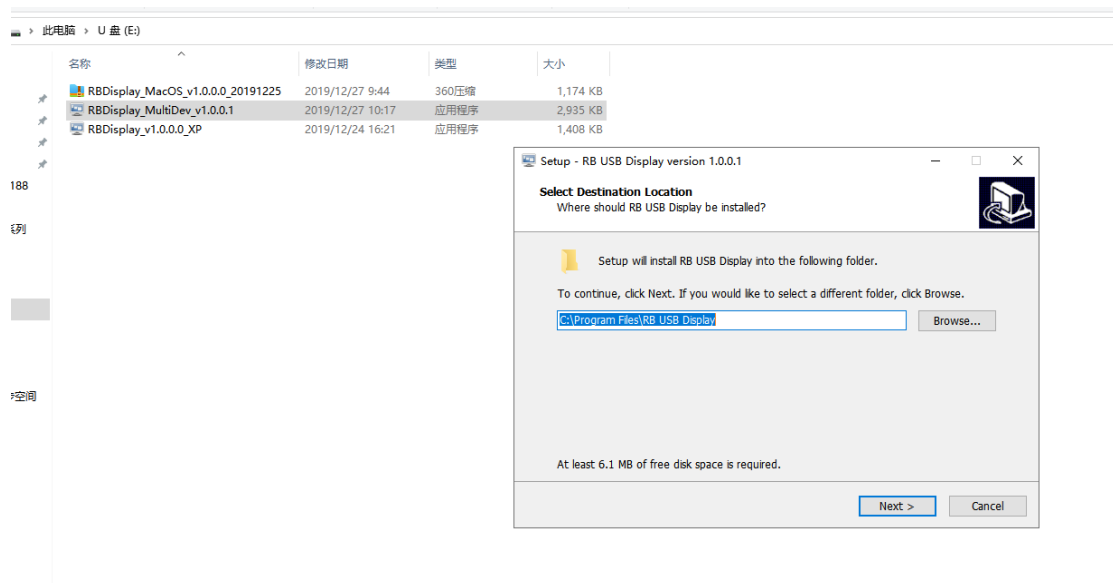 > 此电脑 > U 盘 (E:)
名称 修改日期 类型 大小
RBDisplay_MacOS_v1.0.0.0_20191225 2019/12/27 9:44 360压缩 1,174 KB
RBDisplay_MultiDev_v1.0.0.1 2019/12/27 10:17 应用程序 2,935 KB
RBDisplay_v1.0.0.0_XP 2019/12/24 16:21 应用程序 1,408 KB
188
列
空间
Setup - RB USB Display version 1.0.0.1
Select Destination Location
Where should RB USB Display be installed?
Setup will install RB USB Display into the following folder.
To continue, click Next. If you would like to select a different folder, click Browse.
C:\Program Files\RB USB Display
Browse...
At least 6.1 MB of free disk space is required.
Next >
Cancel